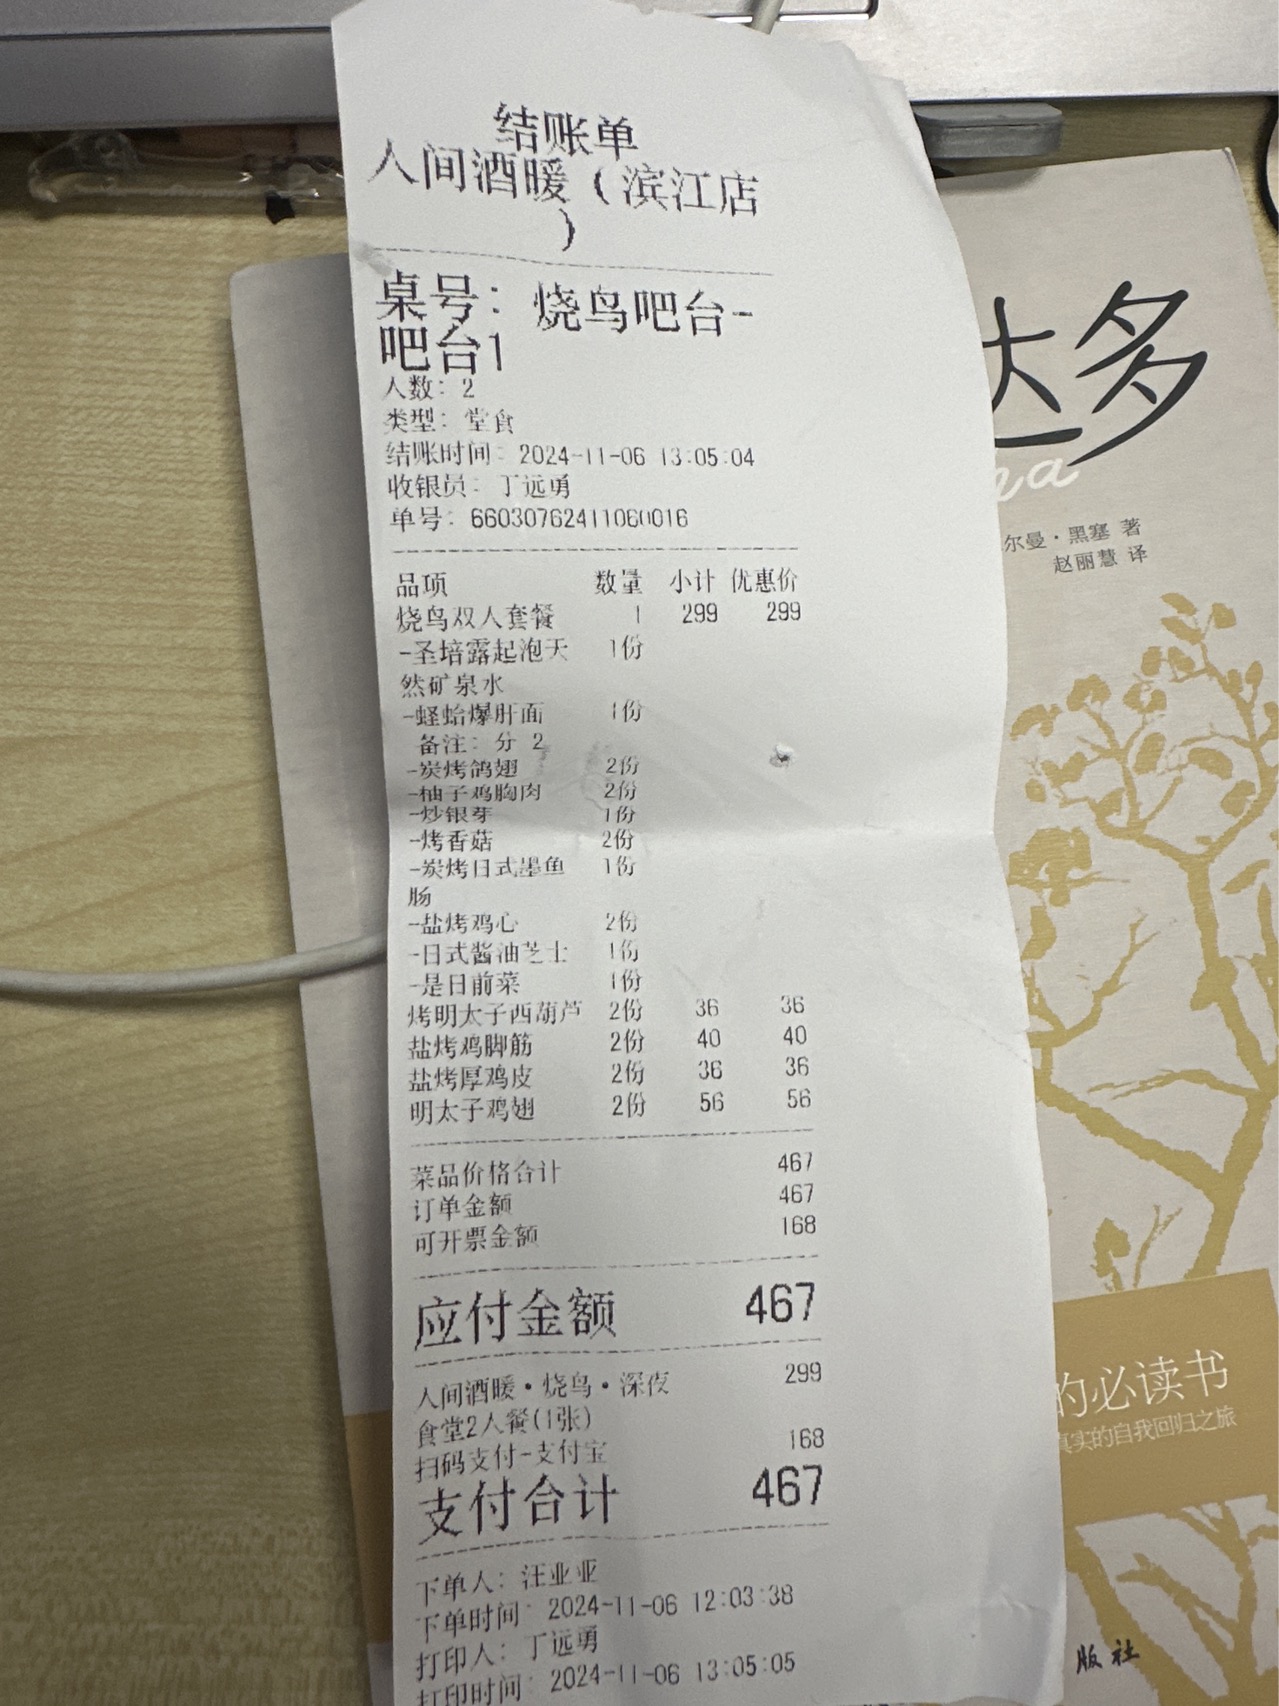 结账单
人间酒暖（滨江店
）
桌号：烧鸟吧台-
吧台1
人数：2
类型：堂食
结账时间：2024-11-06 13:05:04
收银员：丁远勇
单号：66030762411060016
品项 数量 小计 优惠价
烧鸟双人套餐 1 299 299
-圣培露起泡天 1份
然矿泉水
-蛏蛤爆肝面 1份
备注：分 2
-炭烤鸽翅 2份
-柚子鸡胸肉 2份
-炒银芽 1份
-烤香菇 2份
-炭烤日式墨鱼 1份
肠
-盐烤鸡心 2份
-日式酱油芝士 1份
-是日前菜 1份
烤明太子西葫芦 2份 36 36
盐烤鸡脚筋 2份 40 40
盐烤厚鸡皮 2份 36 36
明太子鸡翅 2份 56 56
菜品价格合计 467
订单金额 467
可开票金额 168
应付金额 467
人间酒暖·烧鸟·深夜 299
食堂2人餐(1张)
扫码支付-支付宝 168
支付合计 467
下单人：汪业亚
下单时间：2024-11-06 12:03:38
打印人：丁远勇
打印时间：2024-11-06 13:05:05
达多
尔曼·黑塞 著
赵丽慧 译
的必读书
真实的自我回归之旅
版社